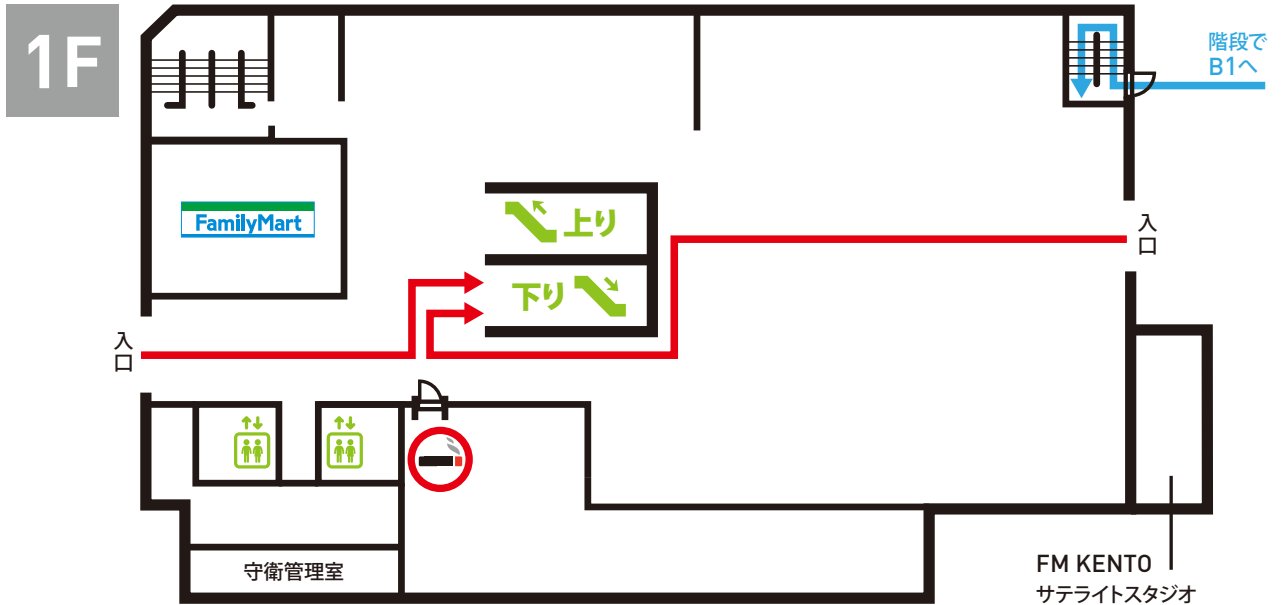 1F
階段で
B1へ
FamilyMart
上り
入口
下り
入口
守衛管理室
FM KENTO
サテライトスタジオ